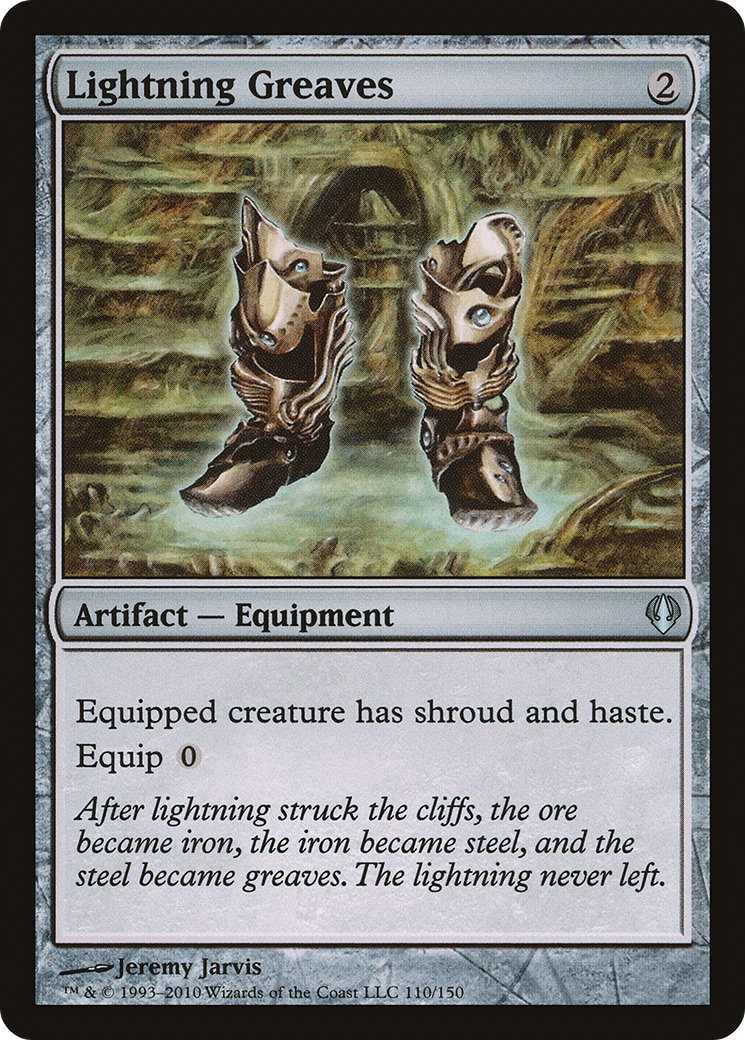 Lightning Greaves
2
Artifact — Equipment
Equipped creature has shroud and haste.
Equip 0
After lightning struck the cliffs, the ore
became iron, the iron became steel, and the
steel became greaves. The lightning never left.
Jeremy Jarvis
™ & © 1993–2010 Wizards of the Coast LLC 110/150